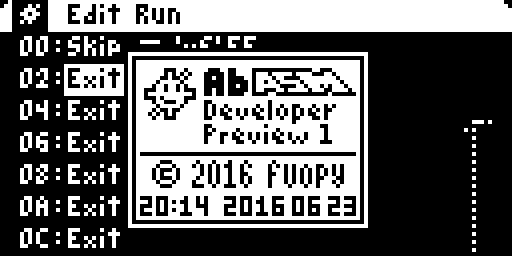 Edit Run
00:Skip
02:Exit
04:Exit
06:Exit
08:Exit
0A:Exit
0C:Exit
Ab
Developer
Preview 1
© 2016 fuopy
20:14 2016 06 23